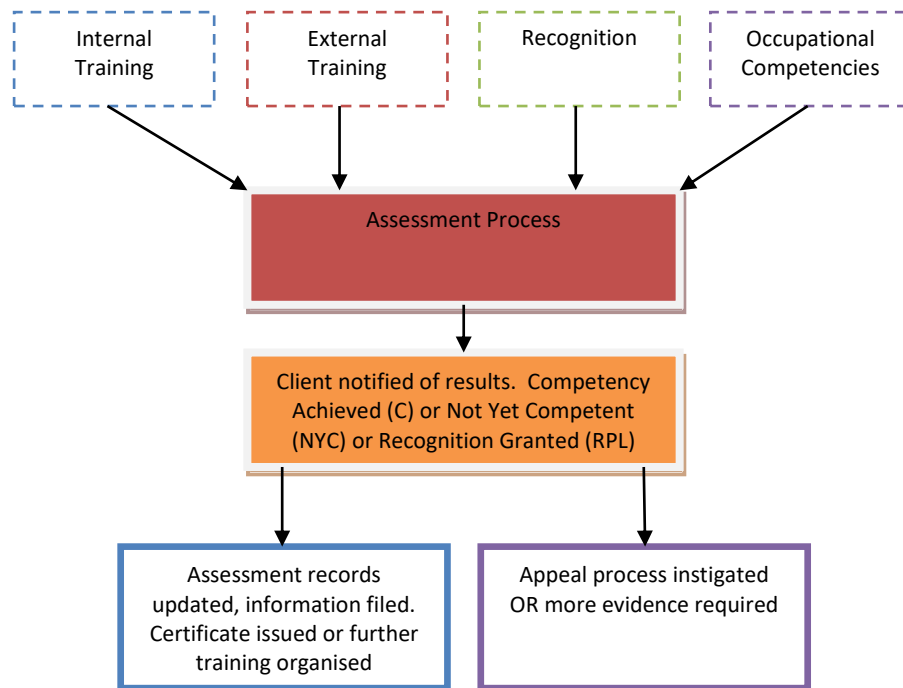 Internal
Training
External
Training
Recognition
Occupational
Competencies
Assessment Process
Client notified of results.  Competency
Achieved (C) or Not Yet Competent
(NYC) or Recognition Granted (RPL)
Assessment records
updated, information filed.
Certificate issued or further
training organised
Appeal process instigated
OR more evidence required